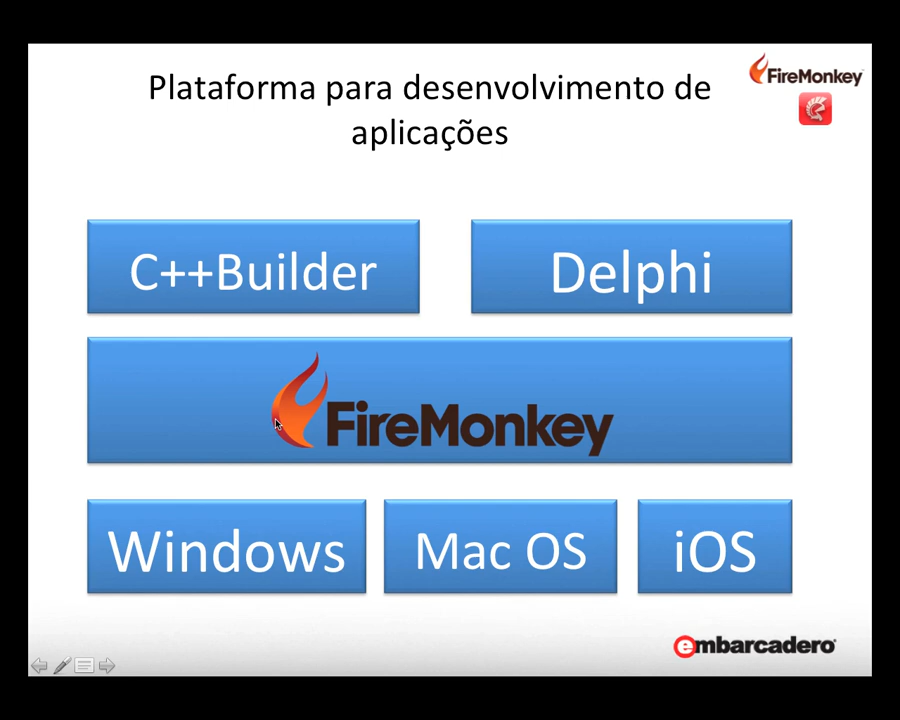 Plataforma para desenvolvimento de
aplicações
FireMonkey
C++Builder
Delphi
FireMonkey
Windows
Mac OS
iOS
embarcadero